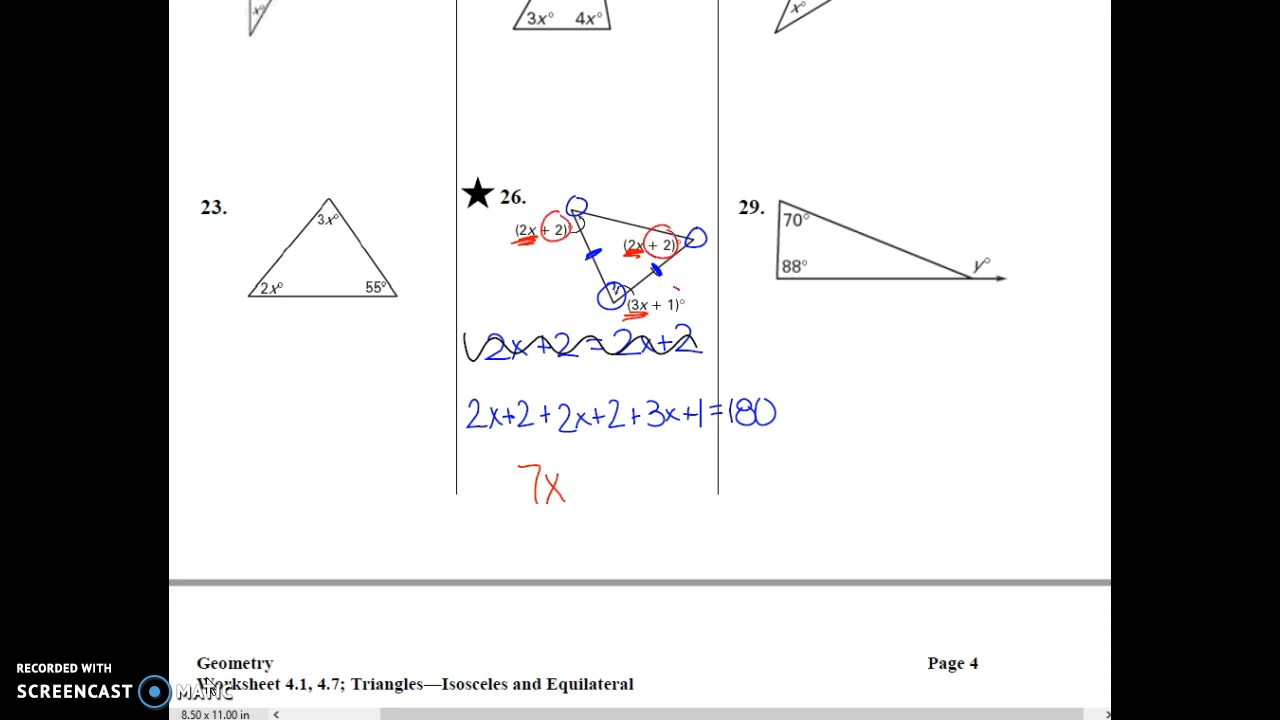 x°
3x° 4x°
x°
23.
3x°
2x° 55°
26.
(2x + 2)°
(2x + 2)°
(3x + 1)°
29.
70°
88° y°
2x+2=2x+2
2x+2+2x+2+3x+1=180
7x
Geometry Page 4
Worksheet 4.1, 4.7; Triangles—Isosceles and Equilateral
RECORDED WITH
SCREENCAST MATIC
8.50 x 11.00 in <